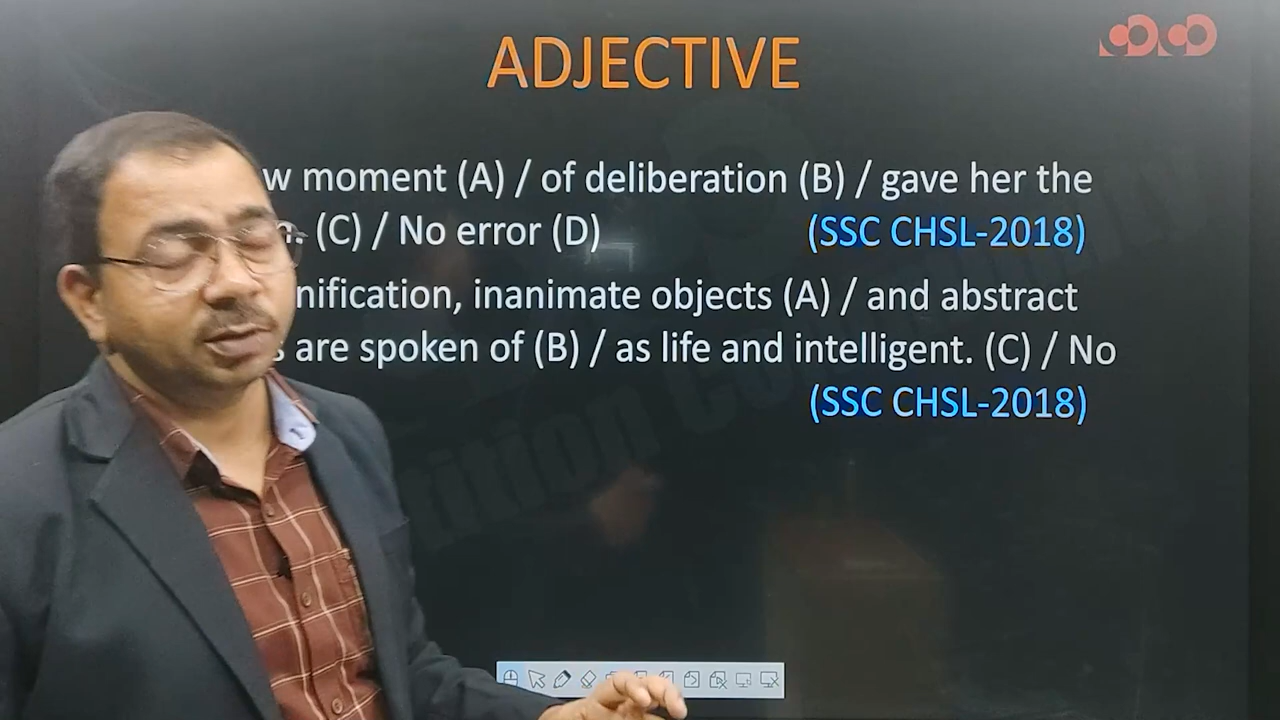 ADJECTIVE
moment (A) / of deliberation (B) / gave her the
(C) / No error (D) (SSC CHSL-2018)
inanimate objects (A) / and abstract
are spoken of (B) / as life and intelligent. (C) / No
(SSC CHSL-2018)